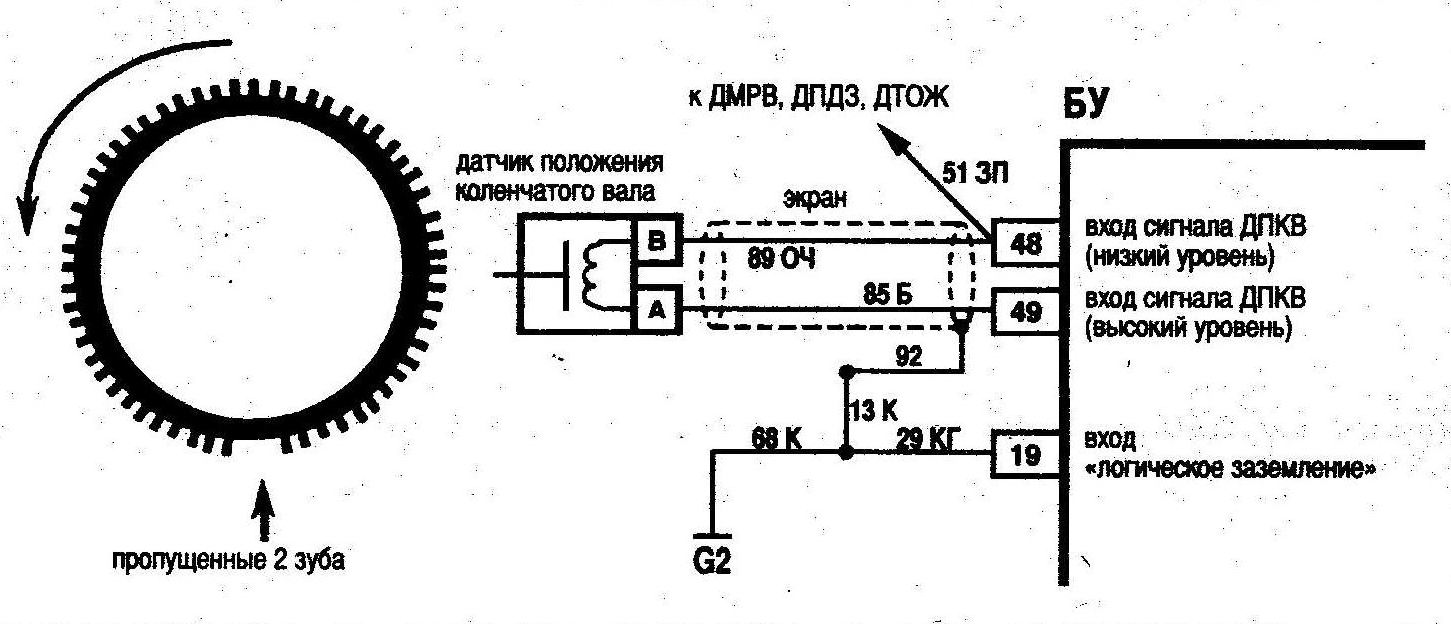 к ДМРВ, ДПДЗ, ДТОЖ
БУ
датчик положения
коленчатого вала
51 ЗП
экран
B
89 ОЧ
48
вход сигнала ДПКВ
(низкий уровень)
A
85 Б
49
вход сигнала ДПКВ
(высокий уровень)
92
13 К
68 К
29 КГ
19
вход
«логическое заземление»
G2
пропущенные 2 зуба